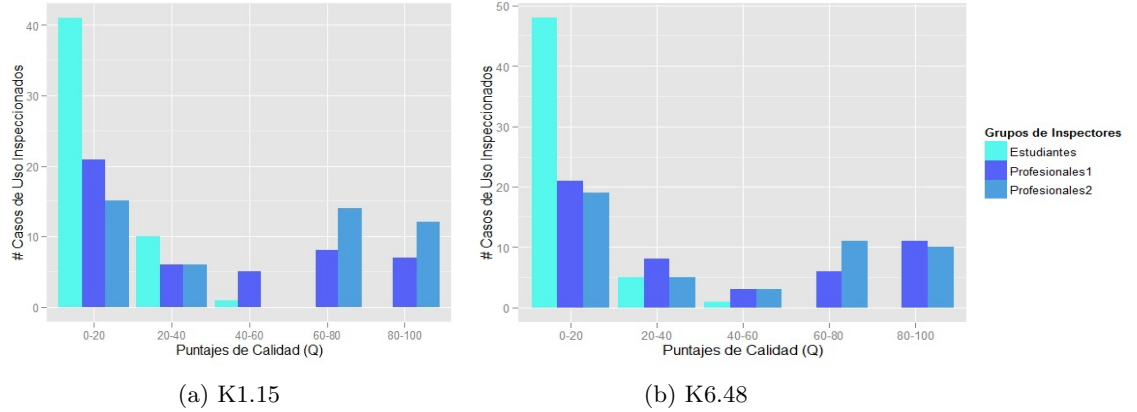 # Casos de Uso Inspeccionados
40
30
20
10
0
0-20 20-40 40-60 60-80 80-100
Puntajes de Calidad (Q)
(a) K1.15
# Casos de Uso Inspeccionados
50
40
30
20
10
0
0-20 20-40 40-60 60-80 80-100
Puntajes de Calidad (Q)
(b) K6.48
Grupos de Inspectores
Estudiantes
Profesionales1
Profesionales2